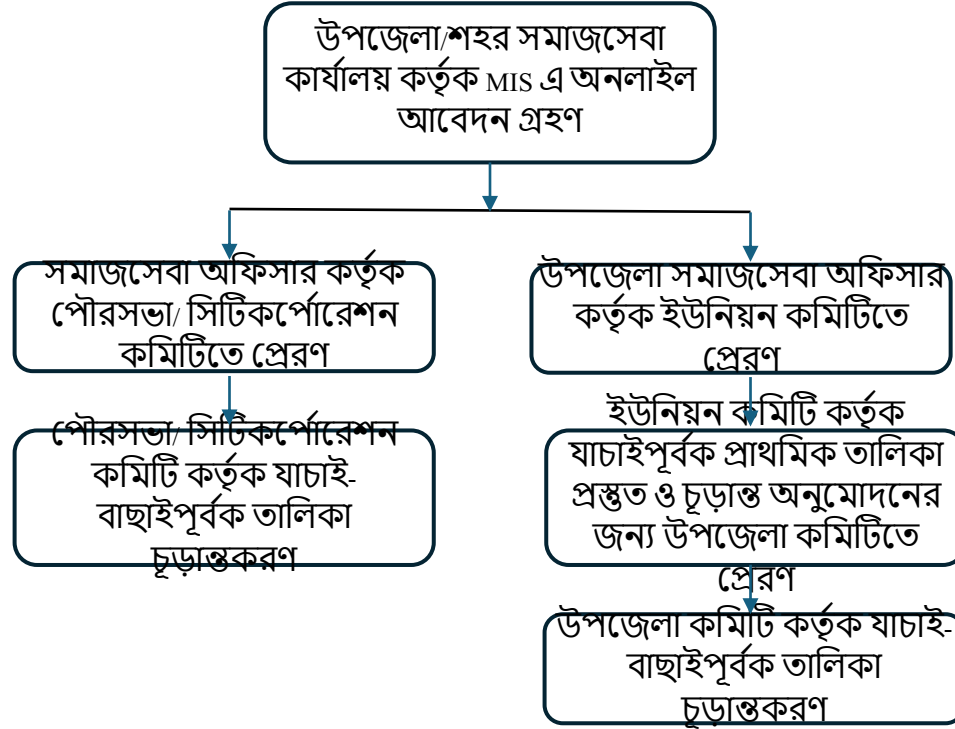 উপজেলা/শহর সমাজসেবা
কার্যালয় কর্তৃক MIS এ অনলাইল
আবেদন গ্রহণ
সমাজসেবা অফিসার কর্তৃক
পৌরসভা/ সিটিকর্পোরেশন
কমিটিতে প্রেরণ
পৌরসভা/ সিটিকর্পোরেশন
কমিটি কর্তৃক যাচাই-
বাছাইপূর্বক তালিকা
চূড়ান্তকরণ
উপজেলা সমাজসেবা অফিসার
কর্তৃক ইউনিয়ন কমিটিতে
প্রেরণ
ইউনিয়ন কমিটি কর্তৃক
যাচাইপূর্বক প্রাথমিক তালিকা
প্রস্তুত ও চূড়ান্ত অনুমোদনের
জন্য উপজেলা কমিটিতে
প্রেরণ
উপজেলা কমিটি কর্তৃক যাচাই-
বাছাইপূর্বক তালিকা
চূড়ান্তকরণ